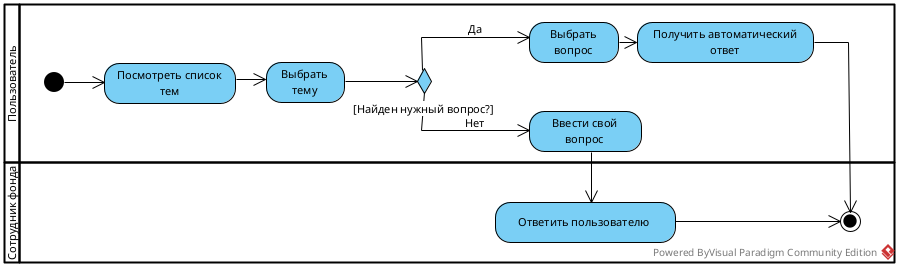 Пользователь
Посмотреть список
тем
Выбрать
тему
[Найден нужный вопрос?]
Да
Выбрать
вопрос
Получить автоматический
ответ
Нет
Ввести свой
вопрос
Сотрудник фонда
Ответить пользователю
Powered ByVisual Paradigm Community Edition